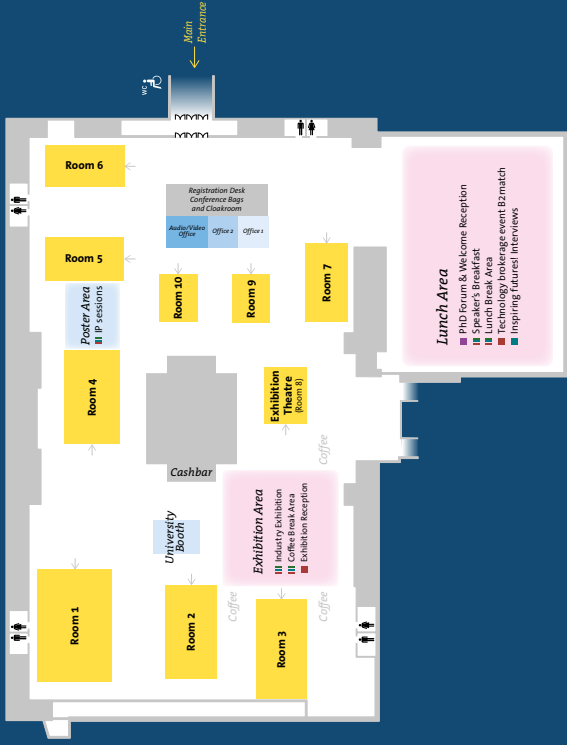 Main
Entrance
WC
Room 6
Registration Desk
Conference Bags
and Cloakroom
Audio/Video
Office
Office 2
Office 1
Room 5
Room 10
Room 9
Room 7
Poster Area
IP sessions
Room 4
Exhibition
Theatre
(Room 8)
Coffee
Cashbar
University
Booth
Exhibition Area
Industry Exhibition
Coffee Break Area
Exhibition Reception
Lunch Area
PhD Forum & Welcome Reception
Speaker's Breakfast
Lunch Break Area
Technology brokerage event B2match
Inspiring futures! Interviews
Room 1
Room 2
Coffee
Room 3
Coffee